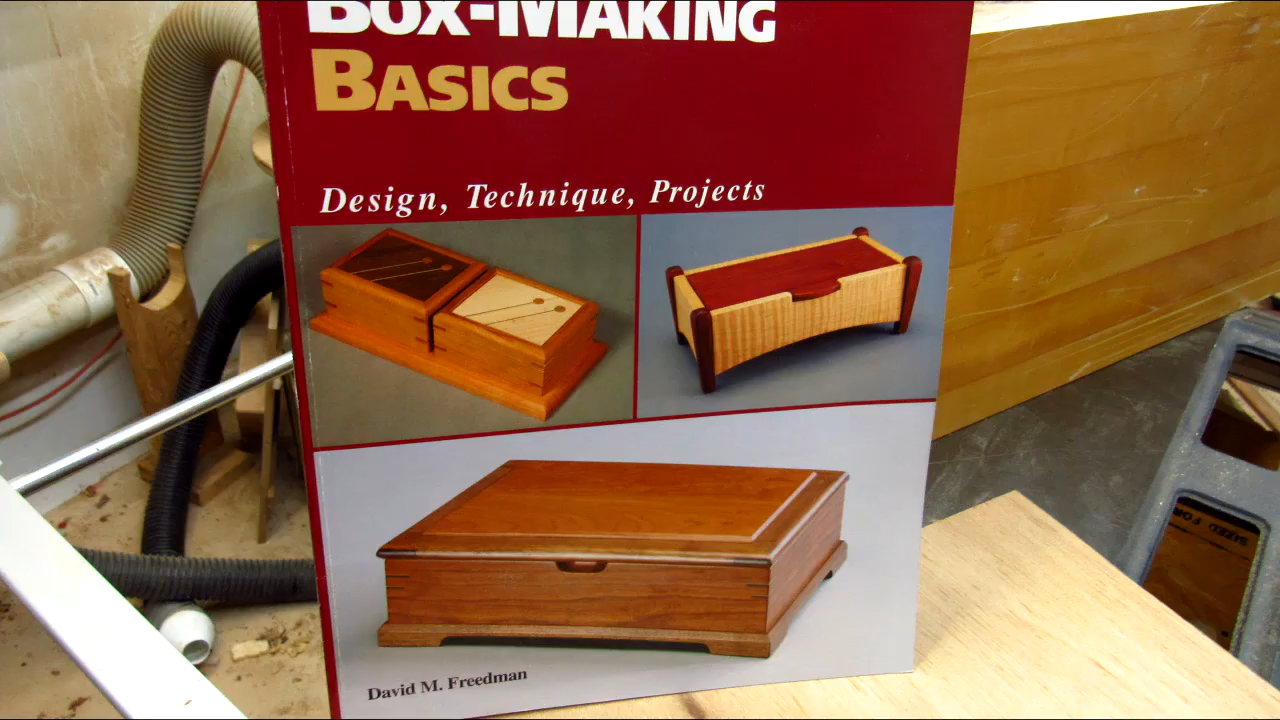 BOX-MAKING
BASICS
Design, Technique, Projects
David M. Freedman